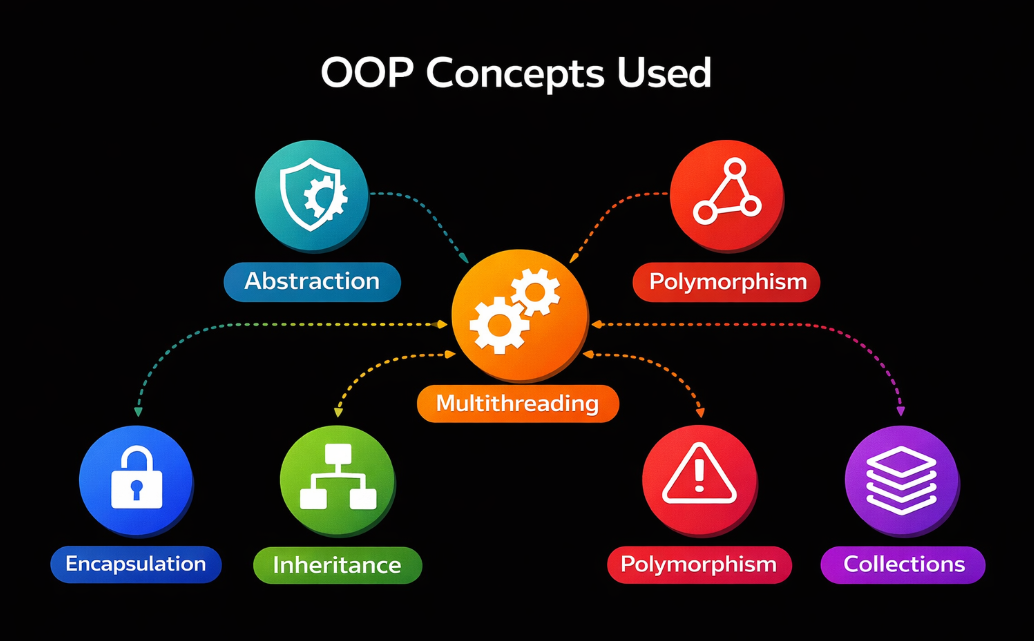 OOP Concepts Used
Abstraction
Polymorphism
Multithreading
Encapsulation
Inheritance
Polymorphism
Collections